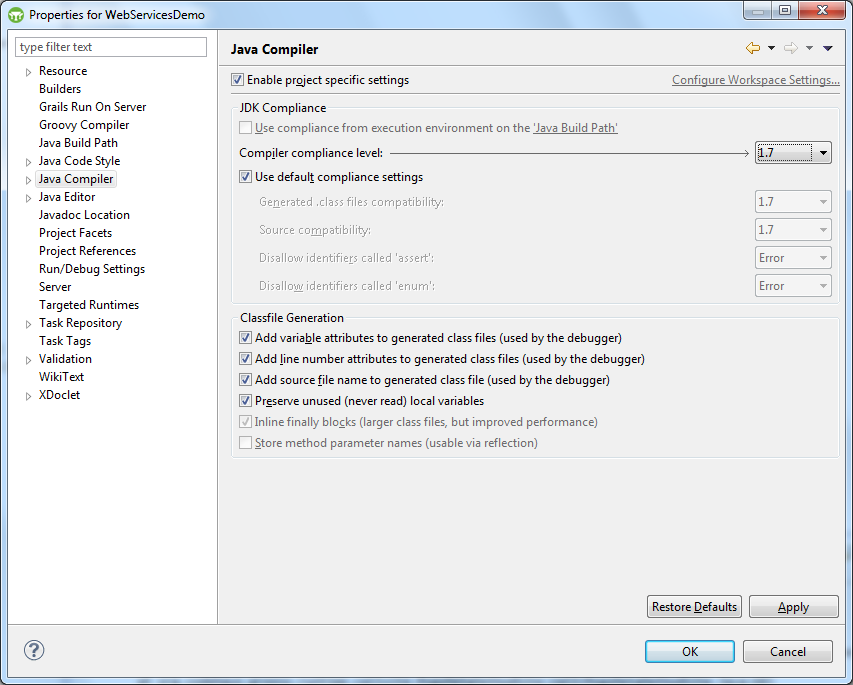 Properties for WebServicesDemo
type filter text
Resource
Builders
Grails Run On Server
Groovy Compiler
Java Build Path
Java Code Style
Java Compiler
Java Editor
Javadoc Location
Project Facets
Project References
Run/Debug Settings
Server
Targeted Runtimes
Task Repository
Task Tags
Validation
WikiText
XDoclet
Java Compiler
Enable project specific settings
Configure Workspace Settings...
JDK Compliance
Use compliance from execution environment on the 'Java Build Path'
Compiler compliance level: 1.7
Use default compliance settings
Generated .class files compatibility: 1.7
Source compatibility: 1.7
Disallow identifiers called 'assert': Error
Disallow identifiers called 'enum': Error
Classfile Generation
Add variable attributes to generated class files (used by the debugger)
Add line number attributes to generated class files (used by the debugger)
Add source file name to generated class file (used by the debugger)
Preserve unused (never read) local variables
Inline finally blocks (larger class files, but improved performance)
Store method parameter names (usable via reflection)
Restore Defaults Apply
? OK Cancel